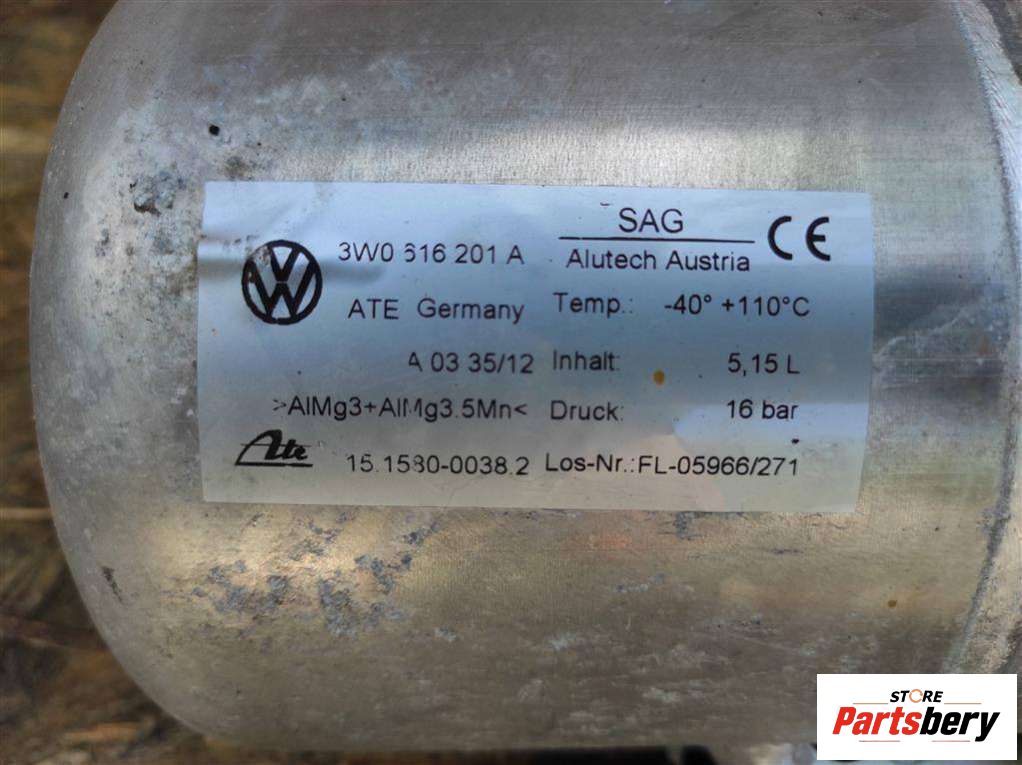 3W0 616 201 A
SAG
CE
Alutech Austria
ATE Germany
Temp.: -40° +110°C
A 03 35/12
Inhalt: 5,15 L
>AlMg3+AlMg3.5Mn<
Druck: 16 bar
Ate
15.1580-0038.2
Los-Nr.:FL-05966/271
STORE
Partsbery